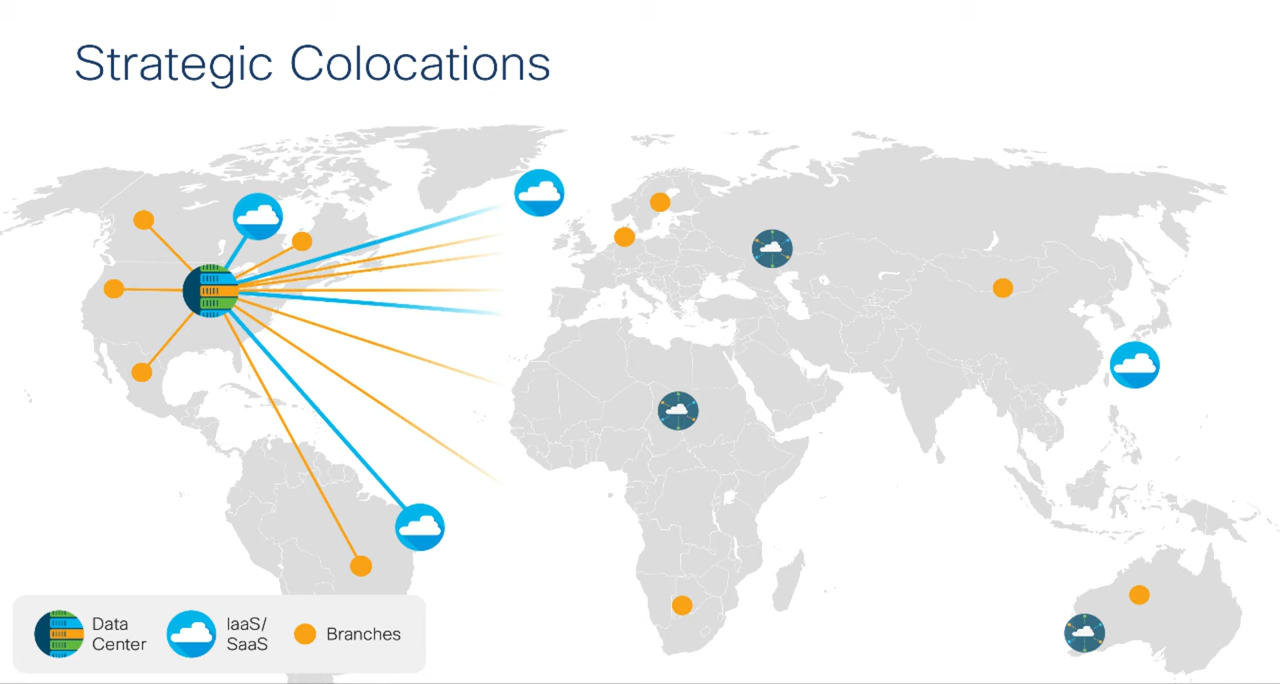 Strategic Colocations
Data
Center
IaaS/
SaaS
Branches